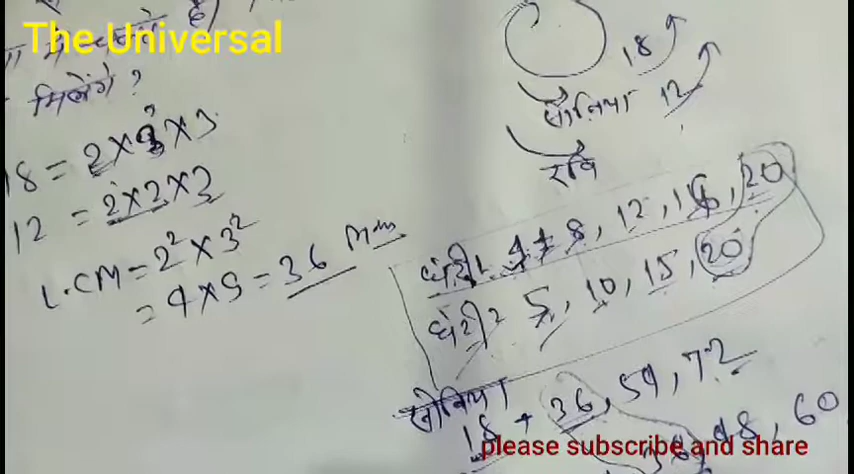 The Universal
मिलेंगे ?
18 = 2×3×3
12 = 2×2×3
L.CM = 2² × 3²
= 4×9 = 36 Min
18
सोनिया 12
रवि
घंटी 1 4, 8, 12, 16, 20
घंटी 2 5, 10, 15, 20
सोनिया
18, 36, 54, 72
36, 48, 60
please subscribe and share